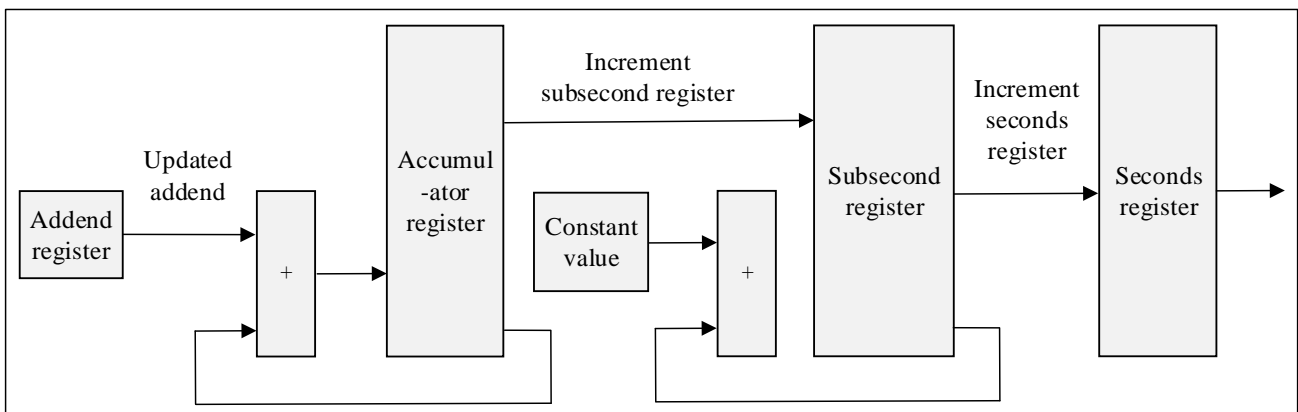 Increment
subsecond register
Increment
seconds
register
Updated
addend
Accumul
-ator
register
Subsecond
register
Seconds
register
Addend
register
Constant
value
+
+